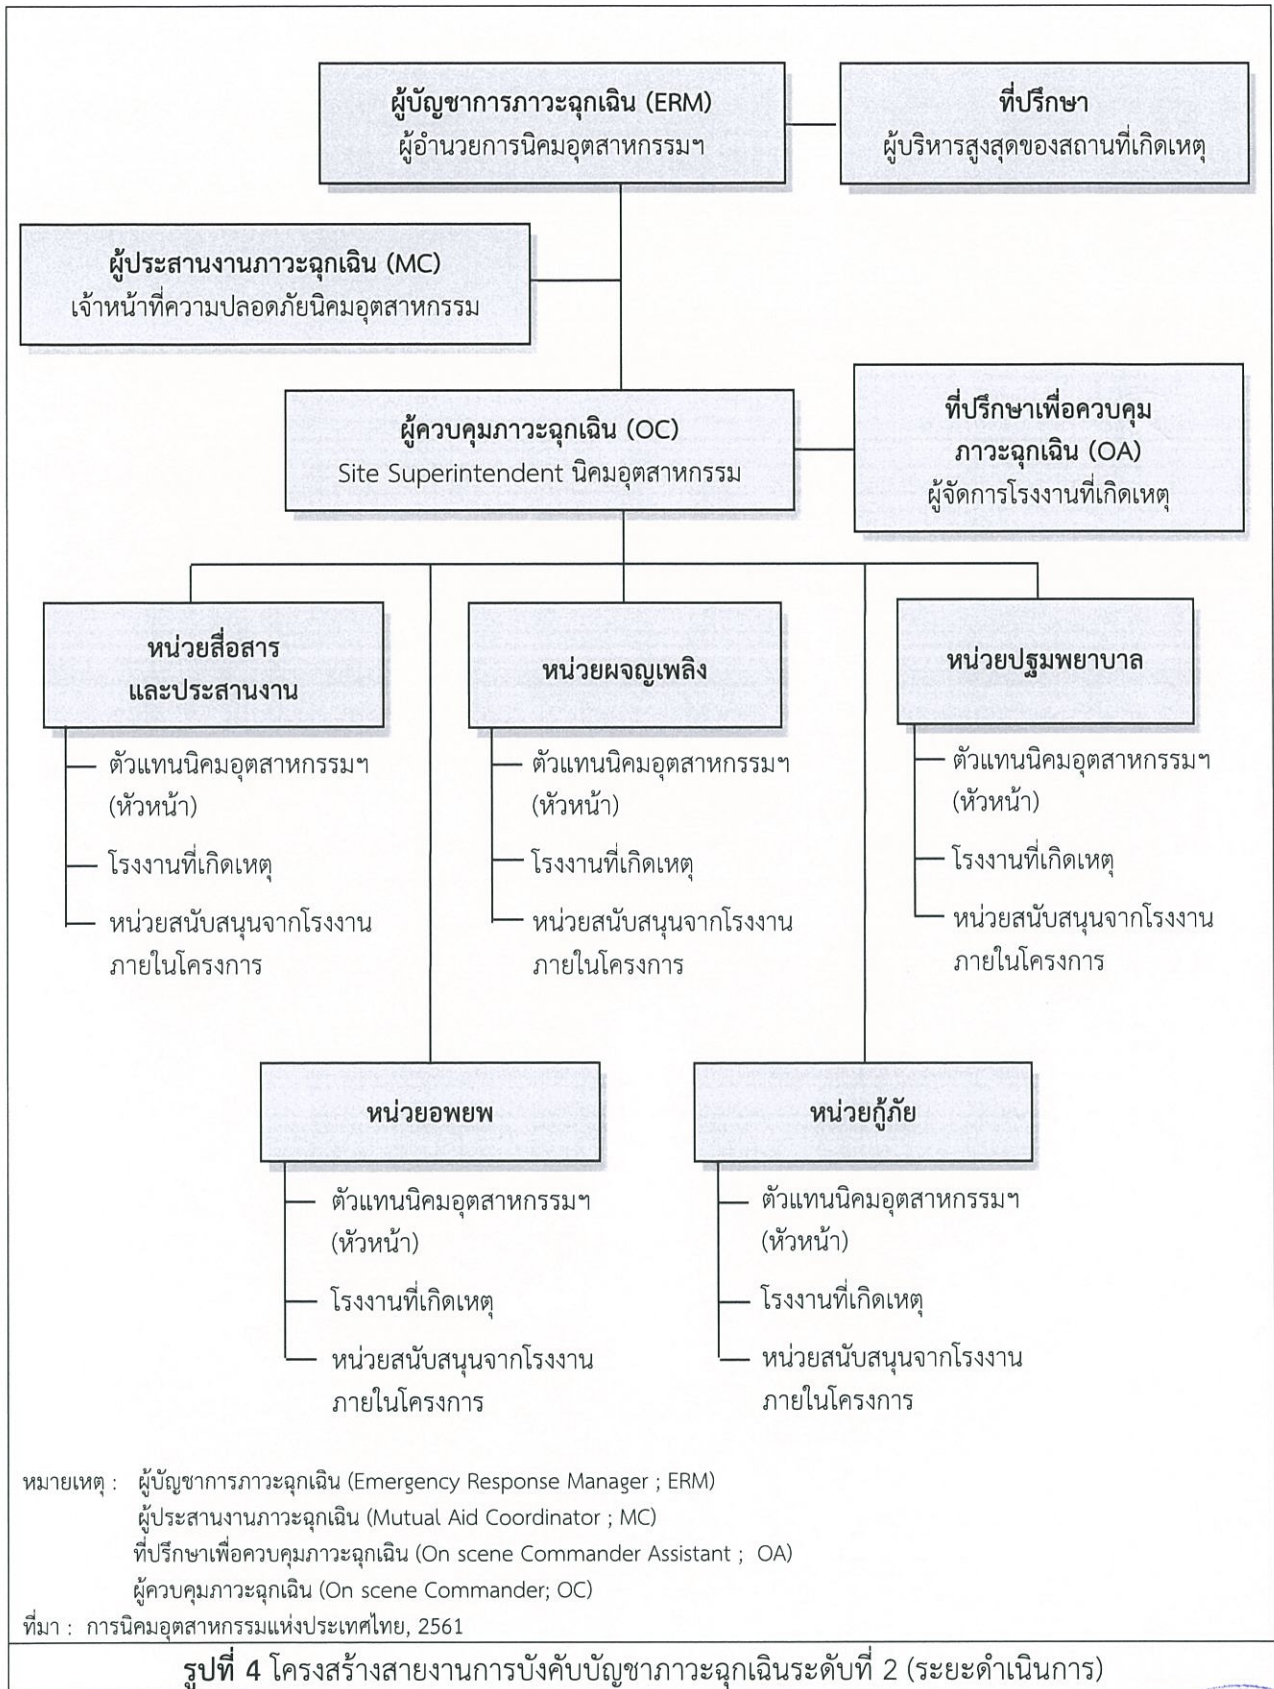 ผู้บัญชาการภาวะฉุกเฉิน (ERM)
ผู้อำนวยการนิคมอุตสาหกรรมฯ
ที่ปรึกษา
ผู้บริหารสูงสุดของสถานที่เกิดเหตุ
ผู้ประสานงานภาวะฉุกเฉิน (MC)
เจ้าหน้าที่ความปลอดภัยนิคมอุตสาหกรรม
ผู้ควบคุมภาวะฉุกเฉิน (OC)
Site Superintendent นิคมอุตสาหกรรม
ที่ปรึกษาเพื่อควบคุม
ภาวะฉุกเฉิน (OA)
ผู้จัดการโรงงานที่เกิดเหตุ
หน่วยสื่อสาร
และประสานงาน
ตัวแทนนิคมอุตสาหกรรมฯ
(หัวหน้า)
โรงงานที่เกิดเหตุ
หน่วยสนับสนุนจากโรงงาน
ภายในโครงการ
หน่วยผจญเพลิง
ตัวแทนนิคมอุตสาหกรรมฯ
(หัวหน้า)
โรงงานที่เกิดเหตุ
หน่วยสนับสนุนจากโรงงาน
ภายในโครงการ
หน่วยปฐมพยาบาล
ตัวแทนนิคมอุตสาหกรรมฯ
(หัวหน้า)
โรงงานที่เกิดเหตุ
หน่วยสนับสนุนจากโรงงาน
ภายในโครงการ
หน่วยอพยพ
ตัวแทนนิคมอุตสาหกรรมฯ
(หัวหน้า)
โรงงานที่เกิดเหตุ
หน่วยสนับสนุนจากโรงงาน
ภายในโครงการ
หน่วยกู้ภัย
ตัวแทนนิคมอุตสาหกรรมฯ
(หัวหน้า)
โรงงานที่เกิดเหตุ
หน่วยสนับสนุนจากโรงงาน
ภายในโครงการ
หมายเหตุ : ผู้บัญชาการภาวะฉุกเฉิน (Emergency Response Manager ; ERM)
ผู้ประสานงานภาวะฉุกเฉิน (Mutual Aid Coordinator ; MC)
ที่ปรึกษาเพื่อควบคุมภาวะฉุกเฉิน (On scene Commander Assistant ; OA)
ผู้ควบคุมภาวะฉุกเฉิน (On scene Commander; OC)
ที่มา : การนิคมอุตสาหกรรมแห่งประเทศไทย, 2561
รูปที่ 4 โครงสร้างสายงานการบังคับบัญชาภาวะฉุกเฉินระดับที่ 2 (ระยะดำเนินการ)